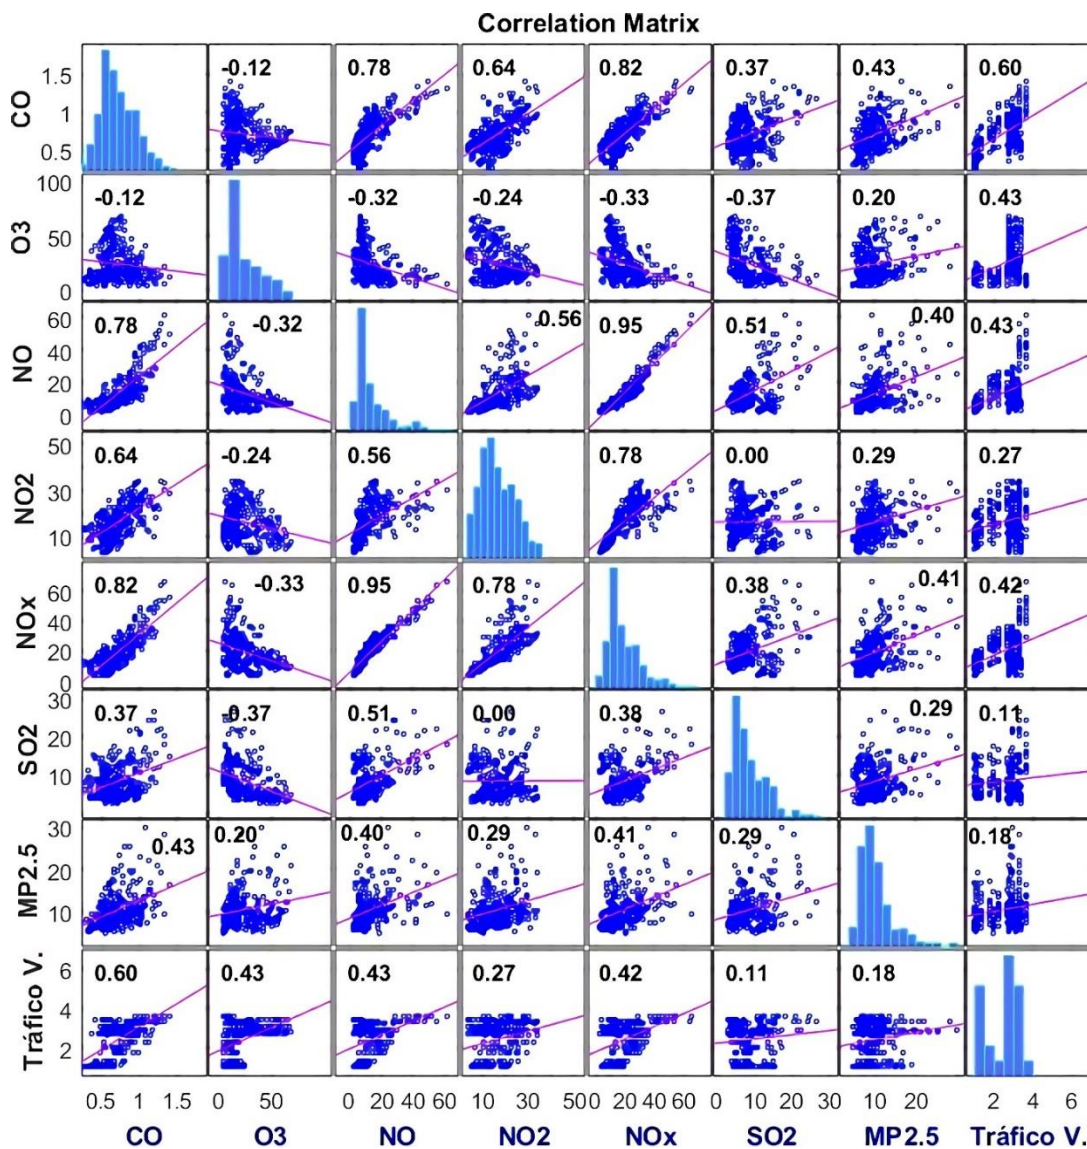 Correlation Matrix
CO 1.5 1 0.5 -0.12 0.78 0.64 0.82 0.37 0.43 0.60
O3 100 50 0 -0.12 -0.32 -0.24 -0.33 -0.37 0.20 0.43
NO 60 40 20 0 0.78 -0.32 0.56 0.95 0.51 0.40 0.43
NO2 50 30 10 0.64 -0.24 0.56 0.78 0.00 0.29 0.27
NOx 60 40 20 0 0.82 -0.33 0.95 0.78 0.38 0.41 0.42
SO2 30 20 10 0 0.37 -0.37 0.51 0.00 0.38 0.29 0.11
MP2.5 30 20 10 0.43 0.20 0.40 0.29 0.41 0.29 0.18
Tráfico V. 6 4 2 0.60 0.43 0.43 0.27 0.42 0.11 0.18
0.5 1 1.5 0 50 0 20 40 60 10 30 50 0 20 40 60 0 10 20 30 10 20 2 4 6
CO O3 NO NO2 NOx SO2 MP2.5 Tráfico V.